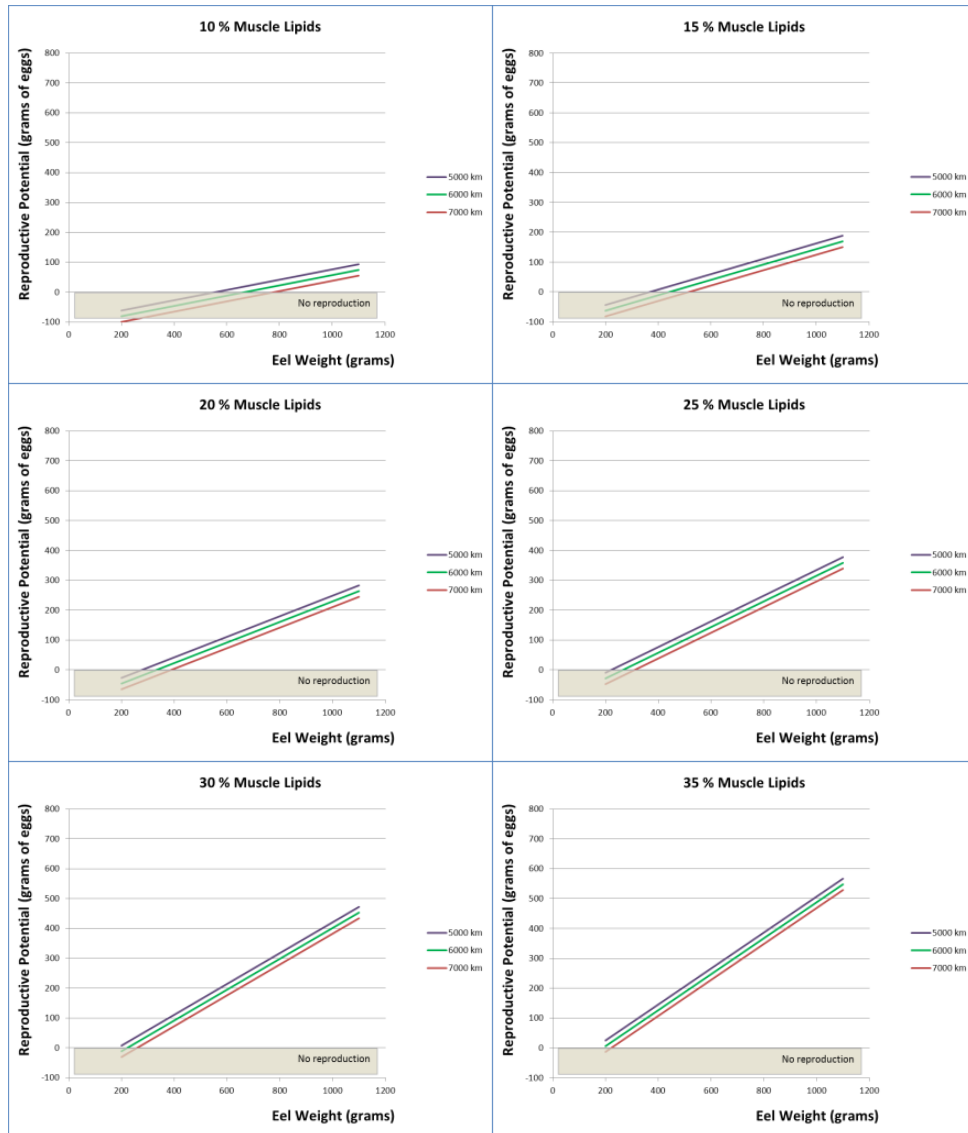 10 % Muscle Lipids
Reproductive Potential (grams of eggs)
800
700
600
500
400
300
200
100
0
-100
0 200 400 600 800 1000 1200
Eel Weight (grams)
5000 km
6000 km
7000 km
No reproduction
15 % Muscle Lipids
Reproductive Potential (grams of eggs)
800
700
600
500
400
300
200
100
0
-100
0 200 400 600 800 1000 1200
Eel Weight (grams)
5000 km
6000 km
7000 km
No reproduction
20 % Muscle Lipids
Reproductive Potential (grams of eggs)
800
700
600
500
400
300
200
100
0
-100
0 200 400 600 800 1000 1200
Eel Weight (grams)
5000 km
6000 km
7000 km
No reproduction
25 % Muscle Lipids
Reproductive Potential (grams of eggs)
800
700
600
500
400
300
200
100
0
-100
0 200 400 600 800 1000 1200
Eel Weight (grams)
5000 km
6000 km
7000 km
No reproduction
30 % Muscle Lipids
Reproductive Potential (grams of eggs)
800
700
600
500
400
300
200
100
0
-100
0 200 400 600 800 1000 1200
Eel Weight (grams)
5000 km
6000 km
7000 km
No reproduction
35 % Muscle Lipids
Reproductive Potential (grams of eggs)
800
700
600
500
400
300
200
100
0
-100
0 200 400 600 800 1000 1200
Eel Weight (grams)
5000 km
6000 km
7000 km
No reproduction